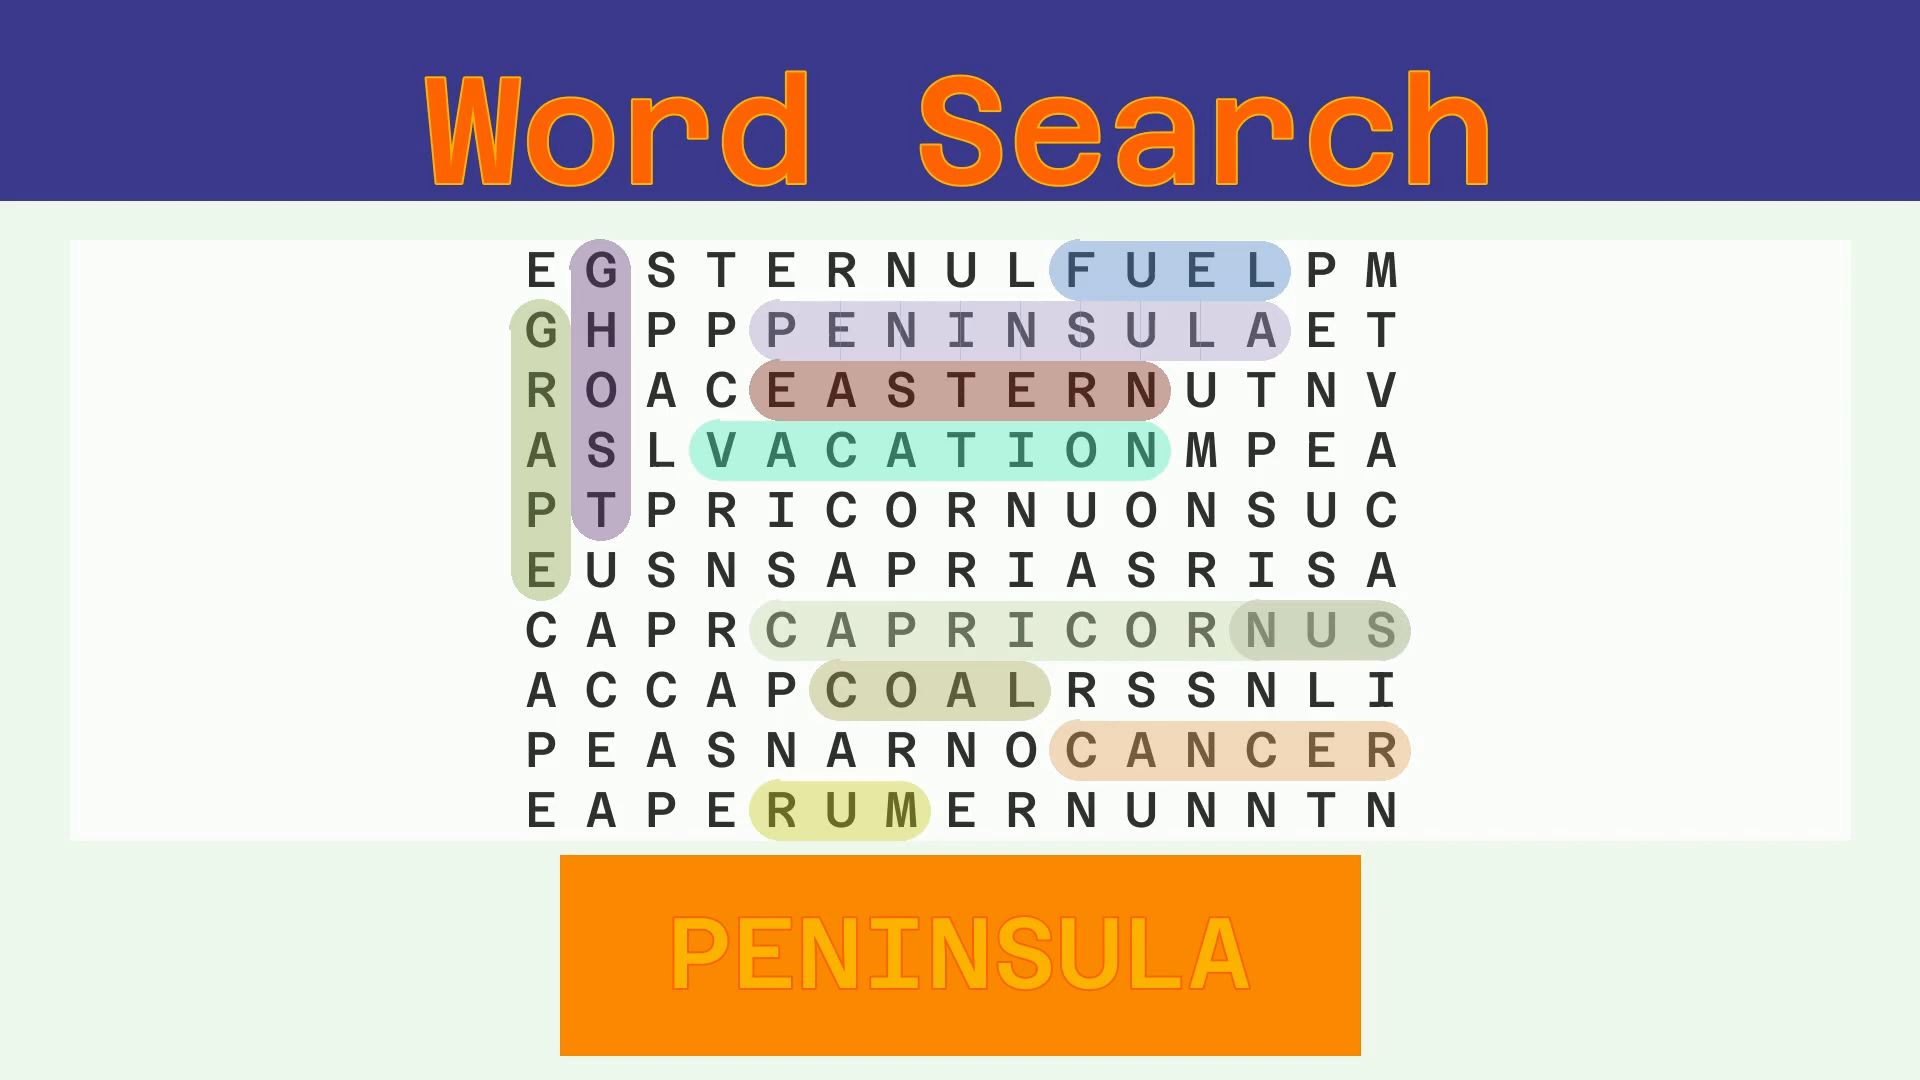 Word Search
E G S T E R N U L F U E L P M
G H P P P E N I N S U L A E T
R O A C E A S T E R N U T N V
A S L V A C A T I O N M P E A
P T P R I C O R N U O N S U C
E U S N S A P R I A S R I S A
C A P R C A P R I C O R N U S
A C C A P C O A L R S S N L I
P E A S N A R N O C A N C E R
E A P E R U M E R N U N N T N
PENINSULA